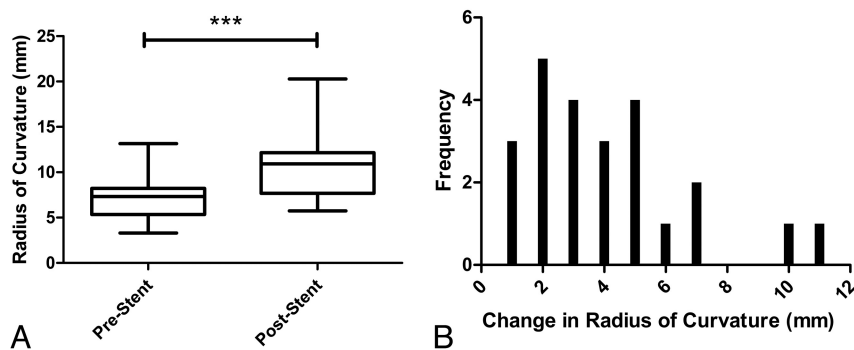 ***
Radius of Curvature (mm)
25
20
15
10
5
0
Pre-Stent
Post-Stent
A
Frequency
6
4
2
0
0
2
4
6
8
10
12
Change in Radius of Curvature (mm)
B